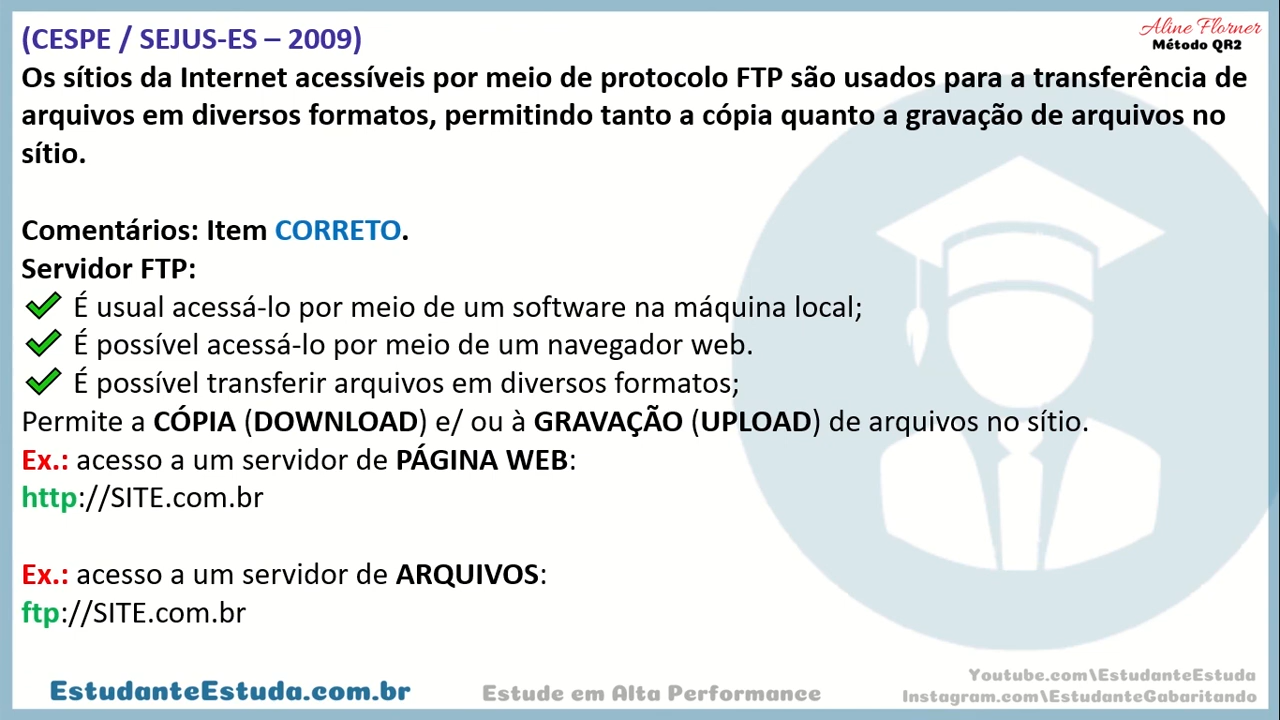 (CESPE / SEJUS-ES – 2009)
Aline Florner
Método QR2
Os sítios da Internet acessíveis por meio de protocolo FTP são usados para a transferência de
arquivos em diversos formatos, permitindo tanto a cópia quanto a gravação de arquivos no
sítio.
Comentários: Item CORRETO.
Servidor FTP:
É usual acessá-lo por meio de um software na máquina local;
É possível acessá-lo por meio de um navegador web.
É possível transferir arquivos em diversos formatos;
Permite a CÓPIA (DOWNLOAD) e/ ou à GRAVAÇÃO (UPLOAD) de arquivos no sítio.
Ex.: acesso a um servidor de PÁGINA WEB:
http://SITE.com.br
Ex.: acesso a um servidor de ARQUIVOS:
ftp://SITE.com.br
EstudanteEstuda.com.br
Estude em Alta Performance
Youtube.com\EstudanteEstuda
Instagram.com\EstudanteGabaritando